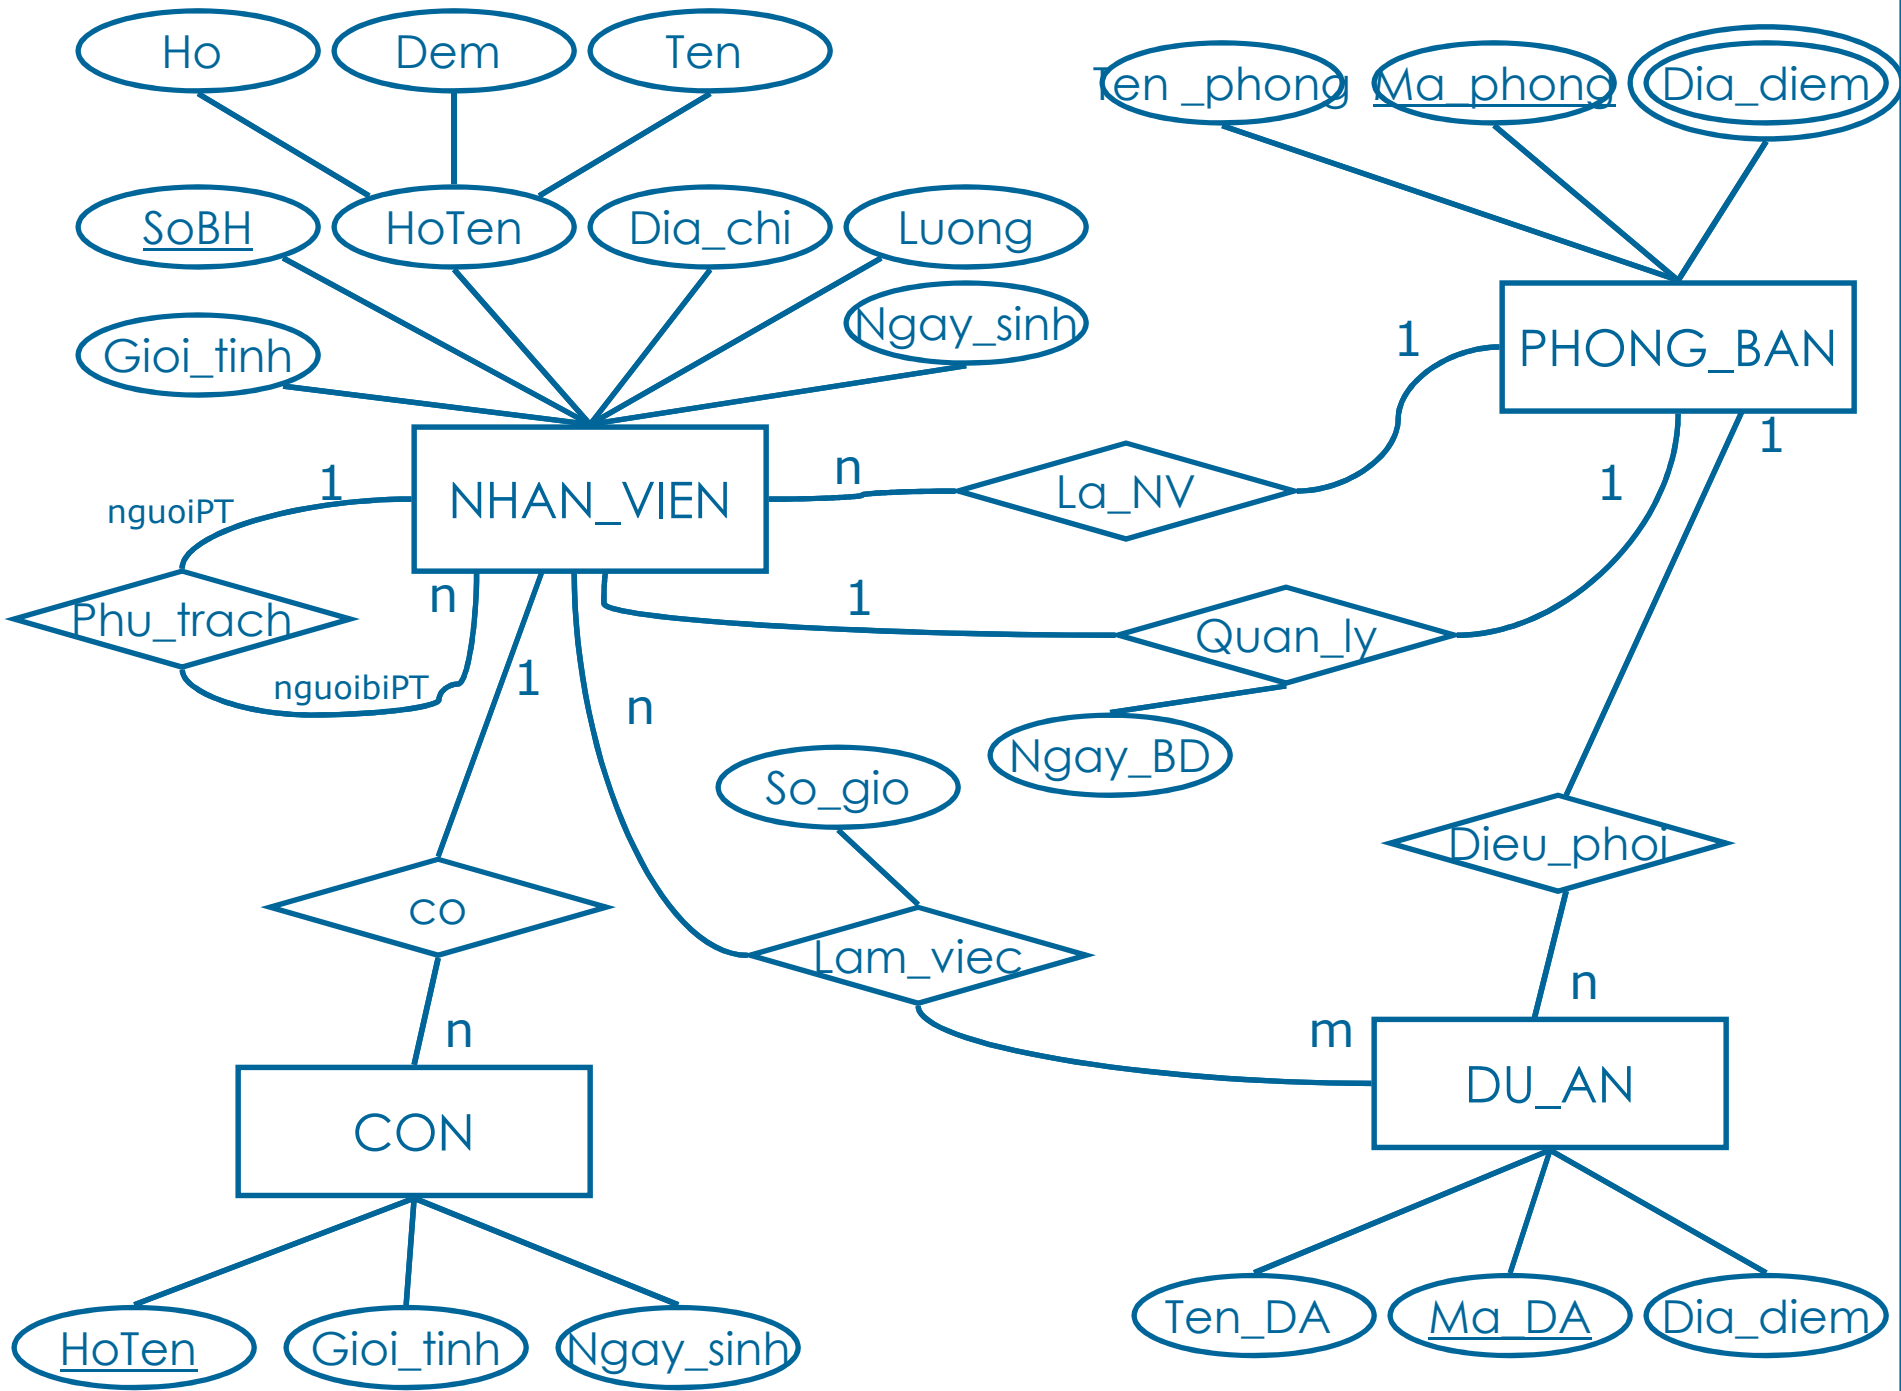 Ho
Dem
Ten
Ten _phong
Ma_phong
Dia_diem
SoBH
HoTen
Dia_chi
Luong
Gioi_tinh
Ngay_sinh
PHONG_BAN
1
NHAN_VIEN
n
La_NV
1
1
1
nguoiPT
Phu_trach
n
nguoibiPT
1
Quan_ly
1
n
Ngay_BD
So_gio
Dieu_phoi
co
Lam_viec
n
n
m
CON
DU_AN
HoTen
Gioi_tinh
Ngay_sinh
Ten_DA
Ma_DA
Dia_diem